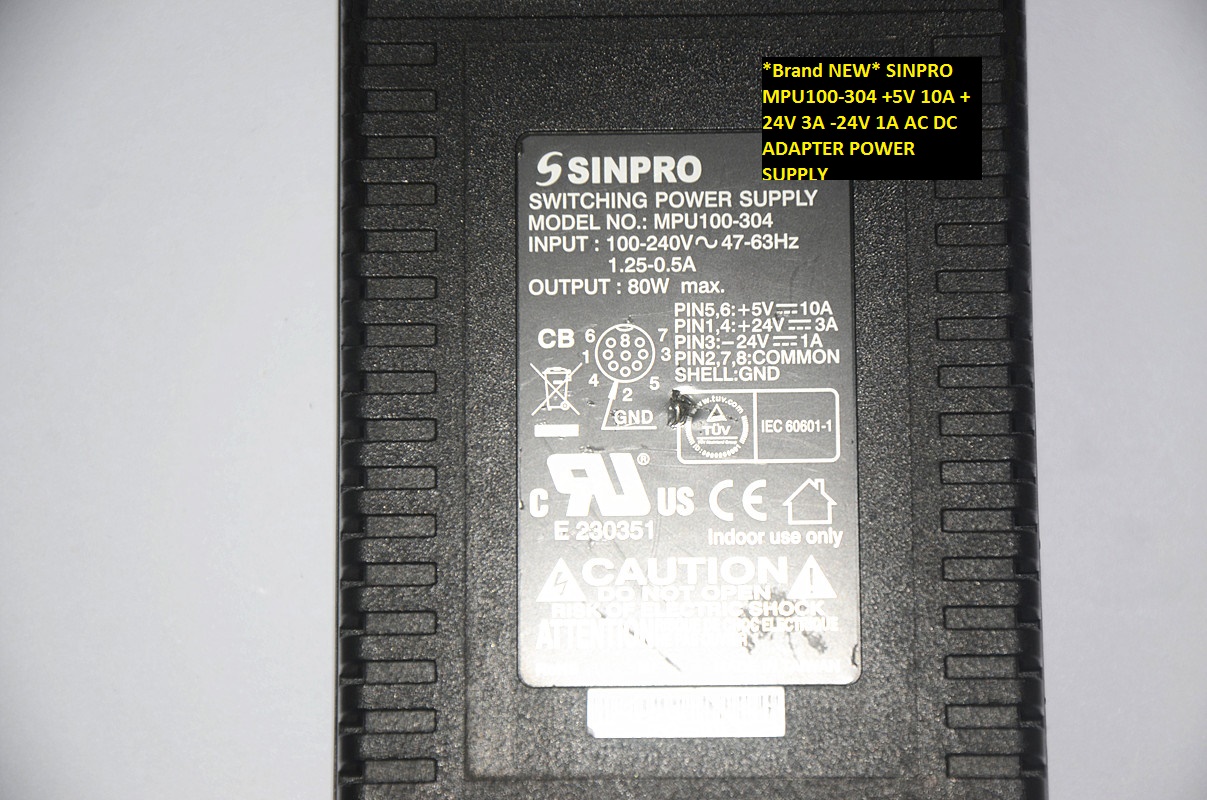 *Brand NEW* SINPRO
MPU100-304 +5V 10A +
24V 3A -24V 1A AC DC
ADAPTER POWER
SUPPLY
SINPRO
SWITCHING POWER SUPPLY
MODEL NO.: MPU100-304
INPUT : 100-240V~ 47-63Hz
1.25-0.5A
OUTPUT : 80W max.
PIN5,6:+5V⎓10A
PIN1,4:+24V⎓3A
PIN3:-24V⎓1A
PIN2,7,8:COMMON
SHELL:GND
CB
6 8 7
1 3
4 2 5
GND
www.tuv.com
TÜV
IEC 60601-1
C US ®
E 230351
CE
Indoor use only
CAUTION
DO NOT OPEN
RISK OF ELECTRIC SHOCK